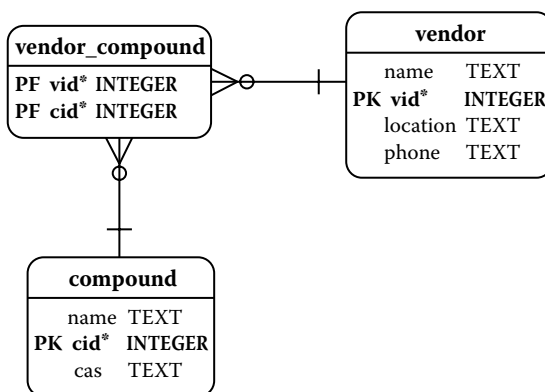 vendor_compound
PF vid* INTEGER
PF cid* INTEGER
vendor
name TEXT
PK vid* INTEGER
location TEXT
phone TEXT
compound
name TEXT
PK cid* INTEGER
cas TEXT